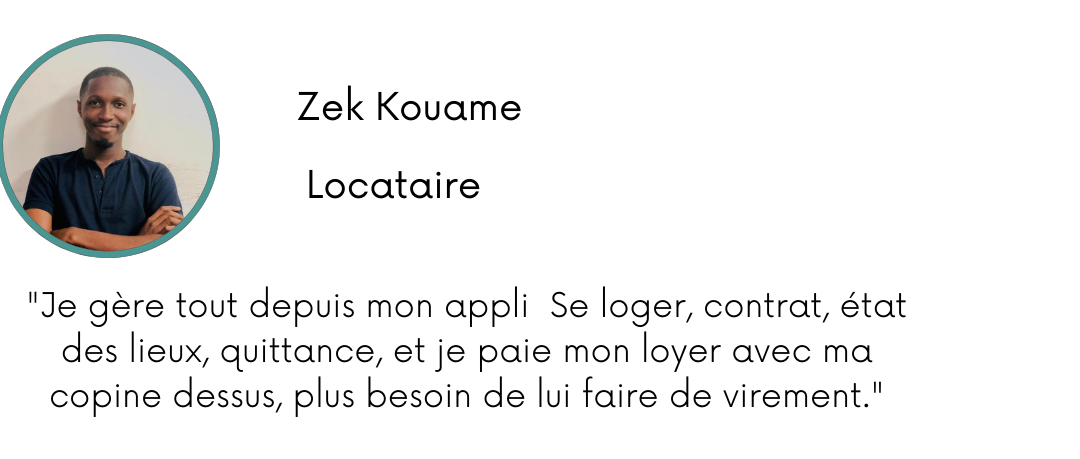 Zek Kouame
Locataire
"Je gère tout depuis mon appli  Se loger, contrat, état
des lieux, quittance, et je paie mon loyer avec ma
copine dessus, plus besoin de lui faire de virement."